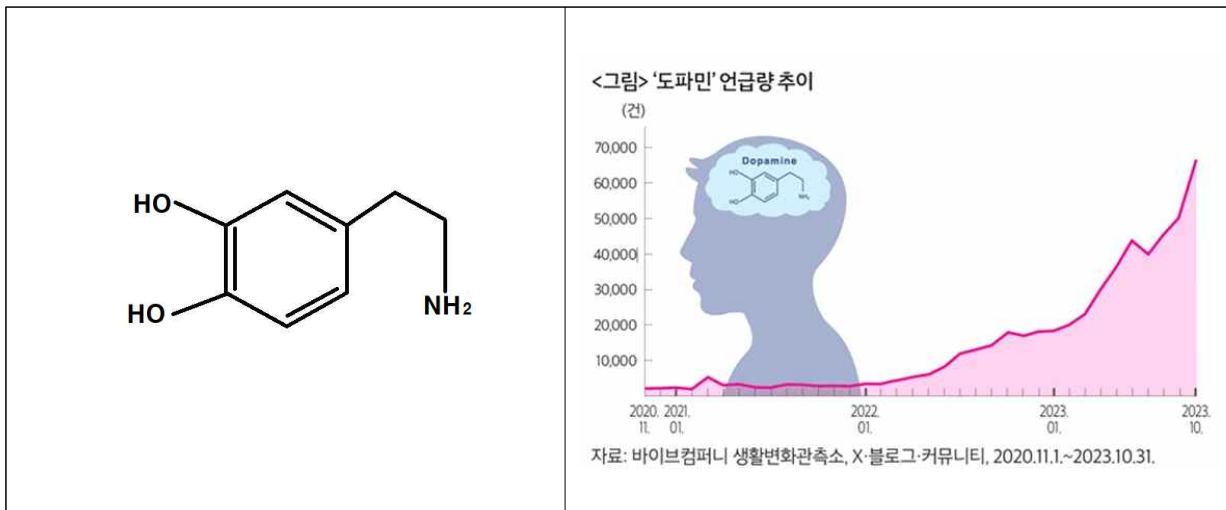 HO
HO
NH2
<그림> '도파민' 언급량 추이
(건)
70,000
60,000
50,000
40,000
30,000
20,000
10,000
Dopamine
HO
HO
NH2
2020. 2021. 2022. 2023. 2023.
11. 01. 01. 01. 10.
자료: 바이브컴퍼니 생활변화관측소, X·블로그·커뮤니티, 2020.11.1.~2023.10.31.